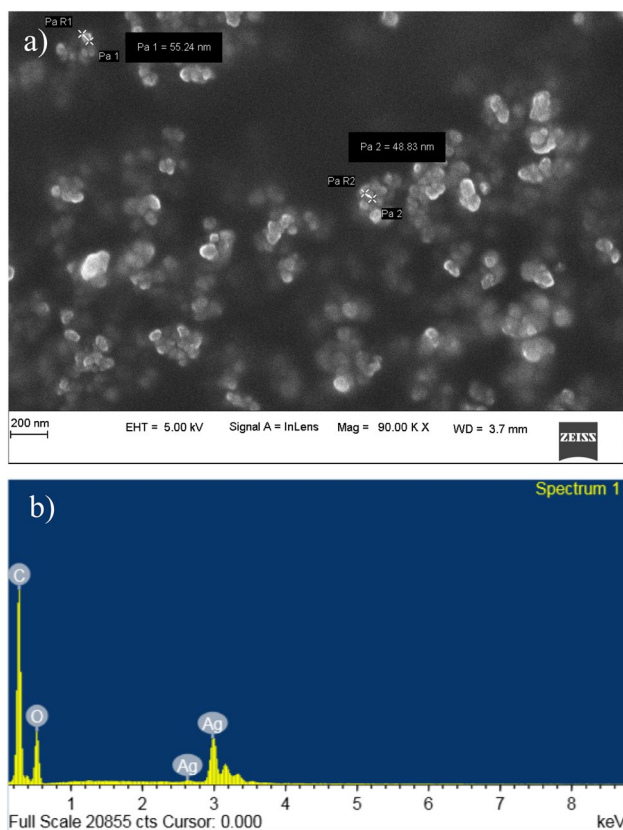 a)
Pa R1
Pa 1
Pa 1 = 55.24 nm
Pa 2 = 48.83 nm
Pa R2
Pa 2
200 nm
EHT = 5.00 kV Signal A = InLens Mag = 90.00 K X WD = 3.7 mm
ZEISS
b)
Spectrum 1
C
O
Ag
Ag
1 2 3 4 5 6 7 8
Full Scale 20855 cts Cursor: 0.000 keV